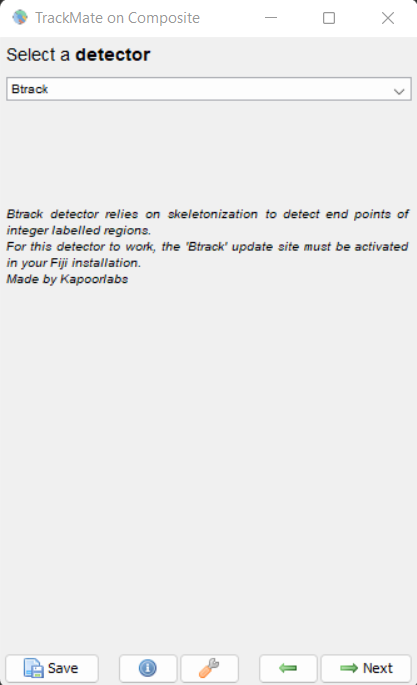 TrackMate on Composite
Select a detector
Btrack
Btrack detector relies on skeletonization to detect end points of
integer labelled regions.
For this detector to work, the 'Btrack' update site must be activated
in your Fiji installation.
Made by Kapoorlabs
Save
Next